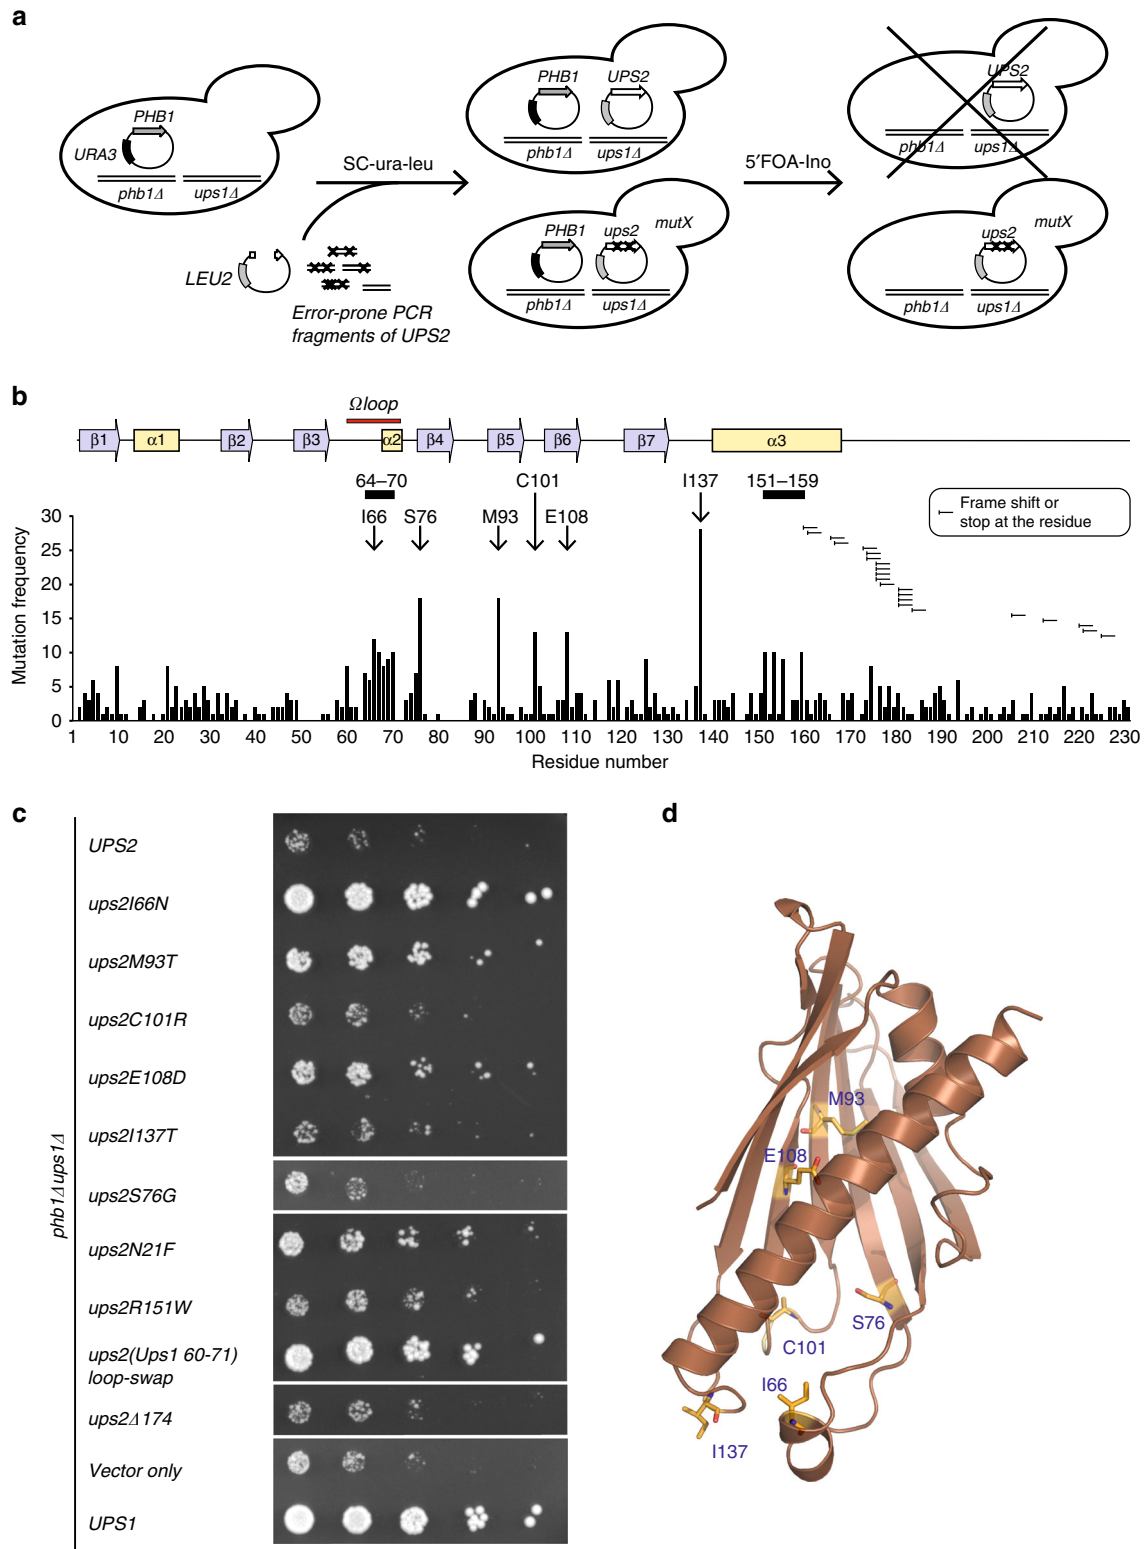 a
PHB1
URA3
phb1Δ ups1Δ
LEU2
Error-prone PCR
fragments of UPS2
SC-ura-leu
PHB1 UPS2
phb1Δ ups1Δ
PHB1 ups2 mutX
phb1Δ ups1Δ
5′FOA-Ino
UPS2
phb1Δ ups1Δ
mutX
ups2
phb1Δ ups1Δ
b
Ωloop
β1 α1 β2 β3 α2 β4 β5 β6 β7 α3
64–70 C101 I137 151–159
I66 S76 M93 E108
Frame shift or
stop at the residue
Mutation frequency
30
25
20
15
10
5
0
1 10 20 30 40 50 60 70 80 90 100 110 120 130 140 150 160 170 180 190 200 210 220 230
Residue number
c
phb1Δups1Δ
UPS2
ups2I66N
ups2M93T
ups2C101R
ups2E108D
ups2I137T
ups2S76G
ups2N21F
ups2R151W
ups2(Ups1 60-71)
loop-swap
ups2Δ174
Vector only
UPS1
d
M93
E108
S76
C101
I66
I137